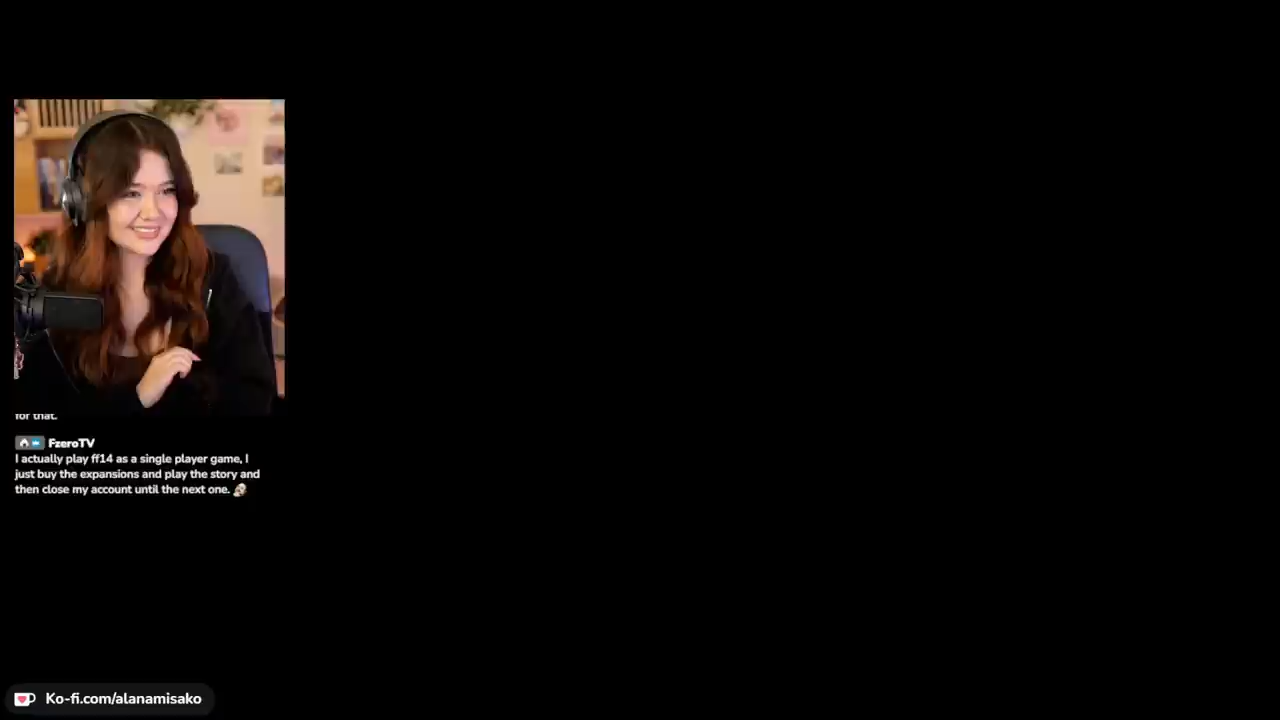 for that.
FzeroTV
I actually play ff14 as a single player game, I
just buy the expansions and play the story and
then close my account until the next one.
Ko-fi.com/alanamisako